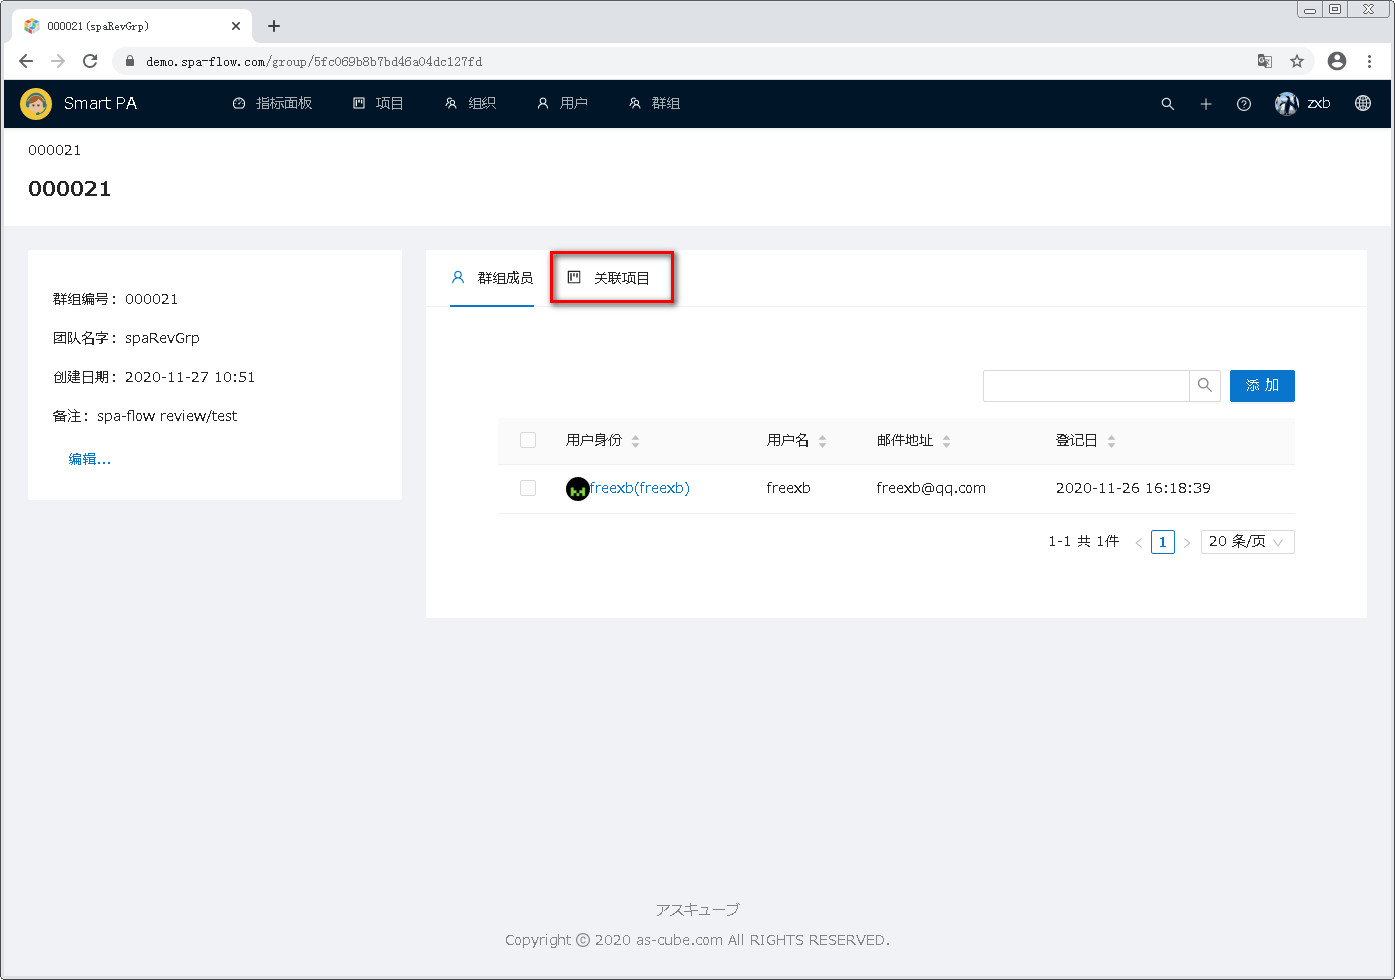 000021(spaRevGrp)
demo.spa-flow.com/group/5fc069b8b7bd46a04dc127fd
Smart PA 指标面板 项目 组织 用户 群组 zxb
000021
000021
群组编号： 000021
团队名字： spaRevGrp
创建日期： 2020-11-27 10:51
备注： spa-flow review/test
编辑...
群组成员 关联项目
添 加
用户身份 用户名 邮件地址 登记日
freexb(freexb) freexb freexb@qq.com 2020-11-26 16:18:39
1-1 共 1件 < 1 > 20 条/页
アスキューブ
Copyright © 2020 as-cube.com All RIGHTS RESERVED.